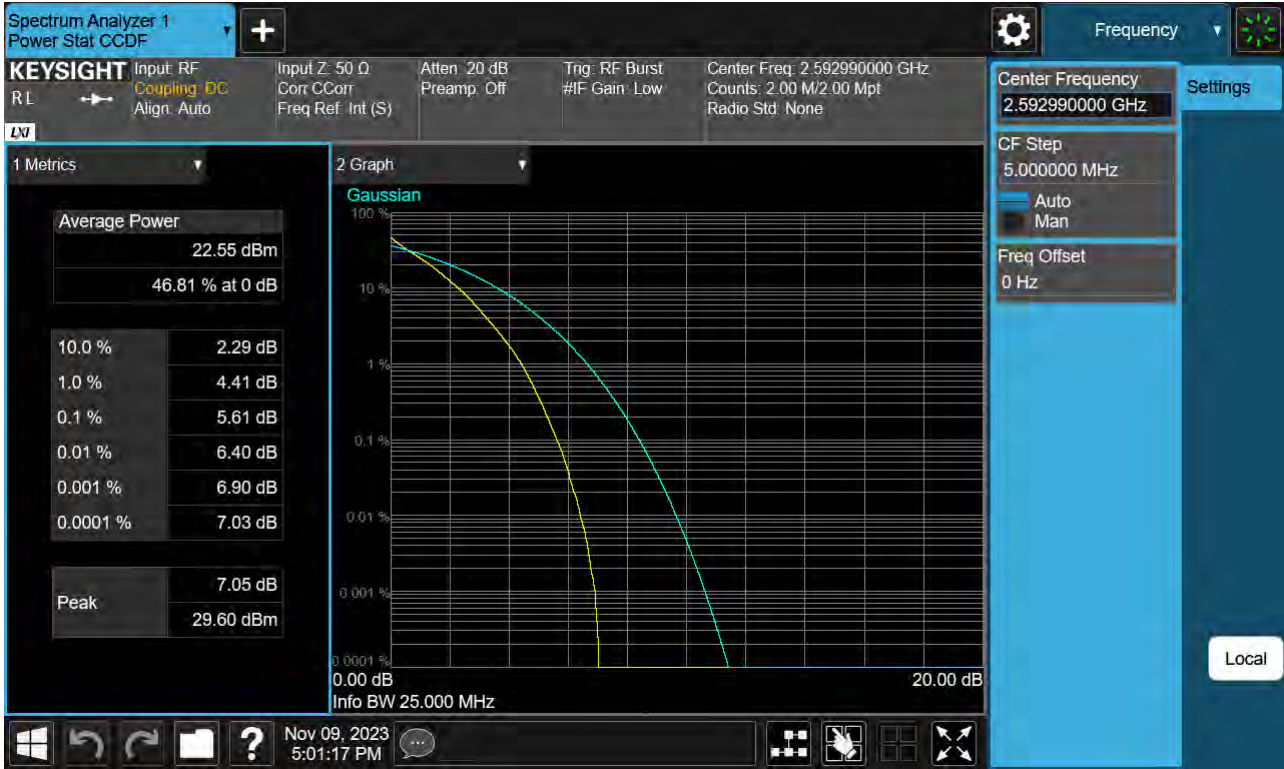 Spectrum Analyzer 1
Power Stat CCDF
Frequency
KEYSIGHT
R L
LXI
Input: RF
Coupling: DC
Align: Auto
Input Z: 50 Ω
Corr CCorr
Freq Ref: Int (S)
Atten: 20 dB
Preamp: Off
Trig: RF Burst
#IF Gain: Low
Center Freq: 2.592990000 GHz
Counts: 2.00 M/2.00 Mpt
Radio Std: None
Center Frequency
2.592990000 GHz
Settings
CF Step
5.000000 MHz
Auto
Man
Freq Offset
0 Hz
1 Metrics
Average Power
22.55 dBm
46.81 % at 0 dB
10.0 % 2.29 dB
1.0 % 4.41 dB
0.1 % 5.61 dB
0.01 % 6.40 dB
0.001 % 6.90 dB
0.0001 % 7.03 dB
Peak
7.05 dB
29.60 dBm
2 Graph
Gaussian
100 %
10 %
1 %
0.1 %
0.01 %
0.001 %
0.0001 %
0.00 dB 20.00 dB
Info BW 25.000 MHz
Local
?
Nov 09, 2023
5:01:17 PM